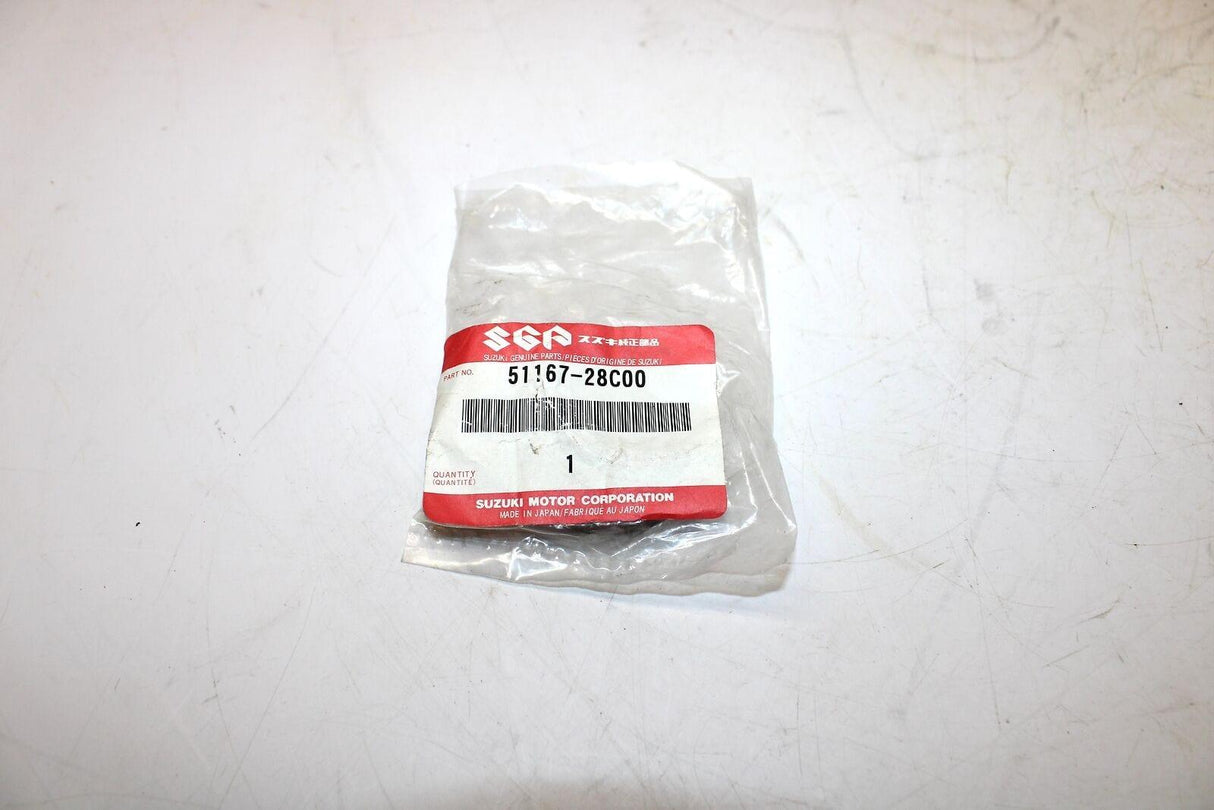 SGP スズキ純正部品
SUZUKI GENUINE PARTS/PIÈCES D'ORIGINE DE SUZUKI
PART NO. 51167-28C00
1
QUANTITY
(QUANTITÉ)
SUZUKI MOTOR CORPORATION
MADE IN JAPAN/FABRIQUE AU JAPON